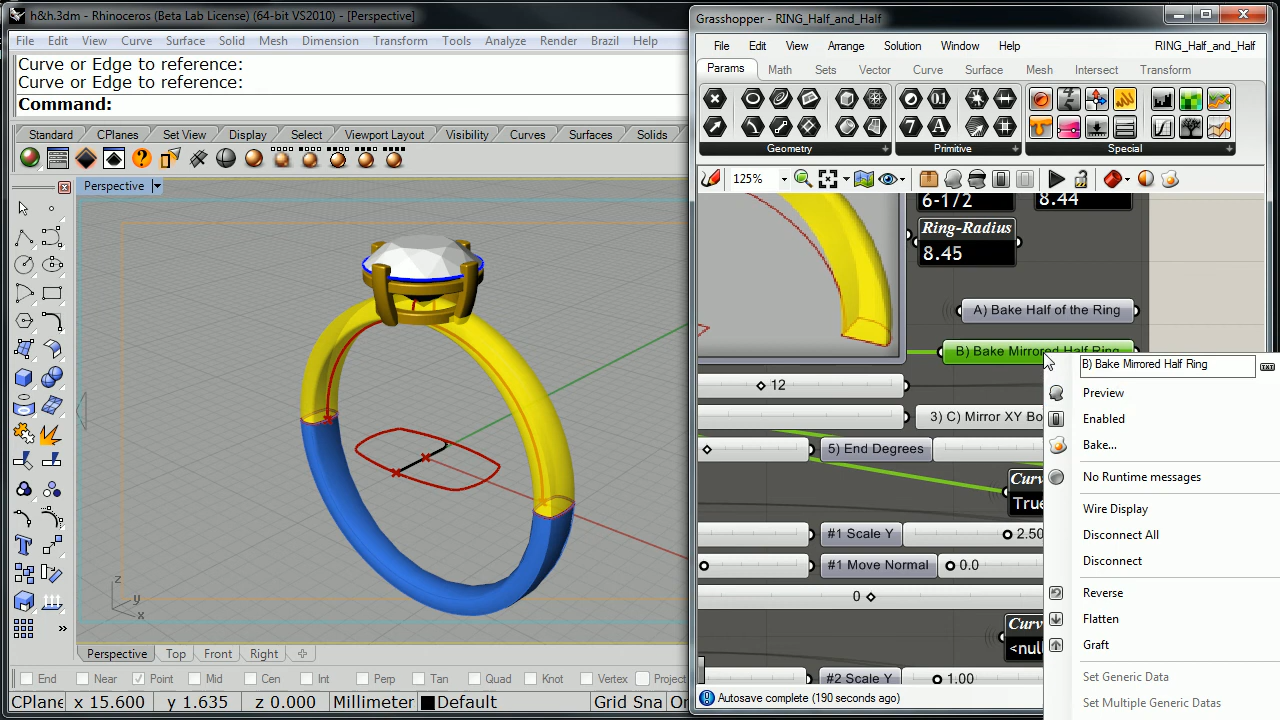 h&h.3dm - Rhinoceros (Beta Lab License) (64-bit VS2010) - [Perspective]
File Edit View Curve Surface Solid Mesh Dimension Transform Tools Analyze Render Brazil Help
Curve or Edge to reference:
Curve or Edge to reference:
Command:
Standard CPlanes Set View Display Select Viewport Layout Visibility Curves Surfaces Solids
Perspective
z
y
x
Perspective Top Front Right
End Near Point Mid Cen Int Perp Tan Quad Knot Vertex Project
CPlane x 15.600 y 1.635 z 0.000 Millimeter Default Grid Sna
Grasshopper - RING_Half_and_Half
File Edit View Arrange Solution Window Help RING_Half_and_Half
Params Math Sets Vector Curve Surface Mesh Intersect Transform
Geometry Primitive Special
125%
6-1/2 8.44
Ring-Radius
8.45
A) Bake Half of the Ring
B) Bake Mirrored Half Ring
12
3) C) Mirror XY Bo
5) End Degrees
Curv
True
#1 Scale Y 2.50
#1 Move Normal 0.0
0
Curv
<null
#2 Scale Y 1.00
Autosave complete (190 seconds ago)
B) Bake Mirrored Half Ring
Preview
Enabled
Bake...
No Runtime messages
Wire Display
Disconnect All
Disconnect
Reverse
Flatten
Graft
Set Generic Data
Set Multiple Generic Datas